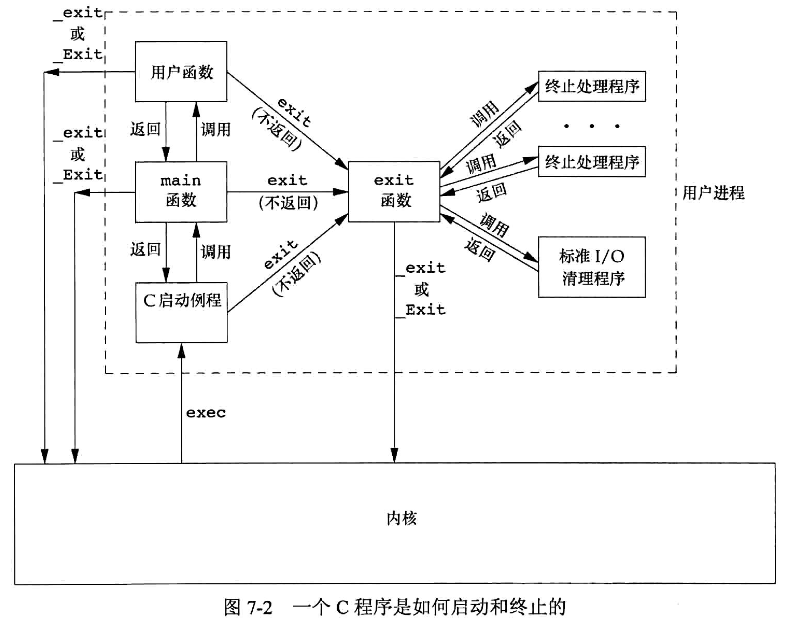 _exit
或
_Exit
用户函数
exit
(不返回)
调用
返回
终止处理程序
· · ·
返回
调用
_exit
或
_Exit
main
函数
exit
(不返回)
exit
函数
调用
返回
终止处理程序
用户进程
返回
调用
exit
(不返回)
调用
返回
标准 I/O
清理程序
C 启动例程
_exit
或
_Exit
exec
内核
图 7-2 一个 C 程序是如何启动和终止的